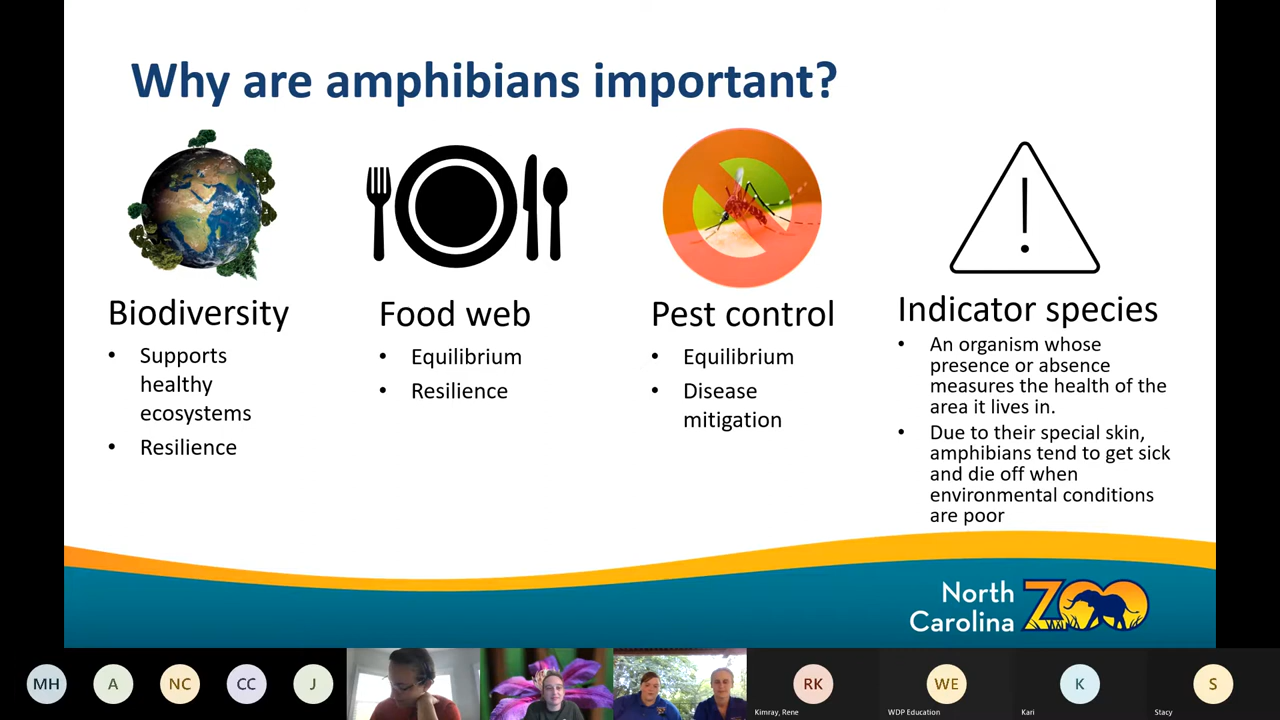 Why are amphibians important?
Biodiversity
• Supports
healthy
ecosystems
• Resilience
Food web
• Equilibrium
• Resilience
Pest control
• Equilibrium
• Disease
mitigation
Indicator species
• An organism whose
presence or absence
measures the health of the
area it lives in.
• Due to their special skin,
amphibians tend to get sick
and die off when
environmental conditions
are poor
North
Carolina
ZOO
MH
A
NC
CC
J
RK
Kimray, Rene
WE
WDP Education
K
Kari
S
Stacy